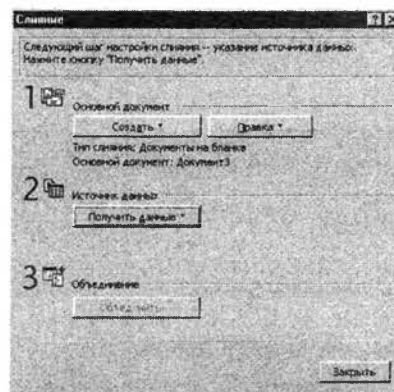 Слияние
Следующий шаг настройки слияния -- указание источника данных.
Нажмите кнопку "Получить данные".
1
Основной документ
Создать
Правка
Тип слияния: Документы на бланке
Основной документ: Документ3
2
Источник данных
Получить данные
3
Объединение
Объединить...
Закрыть